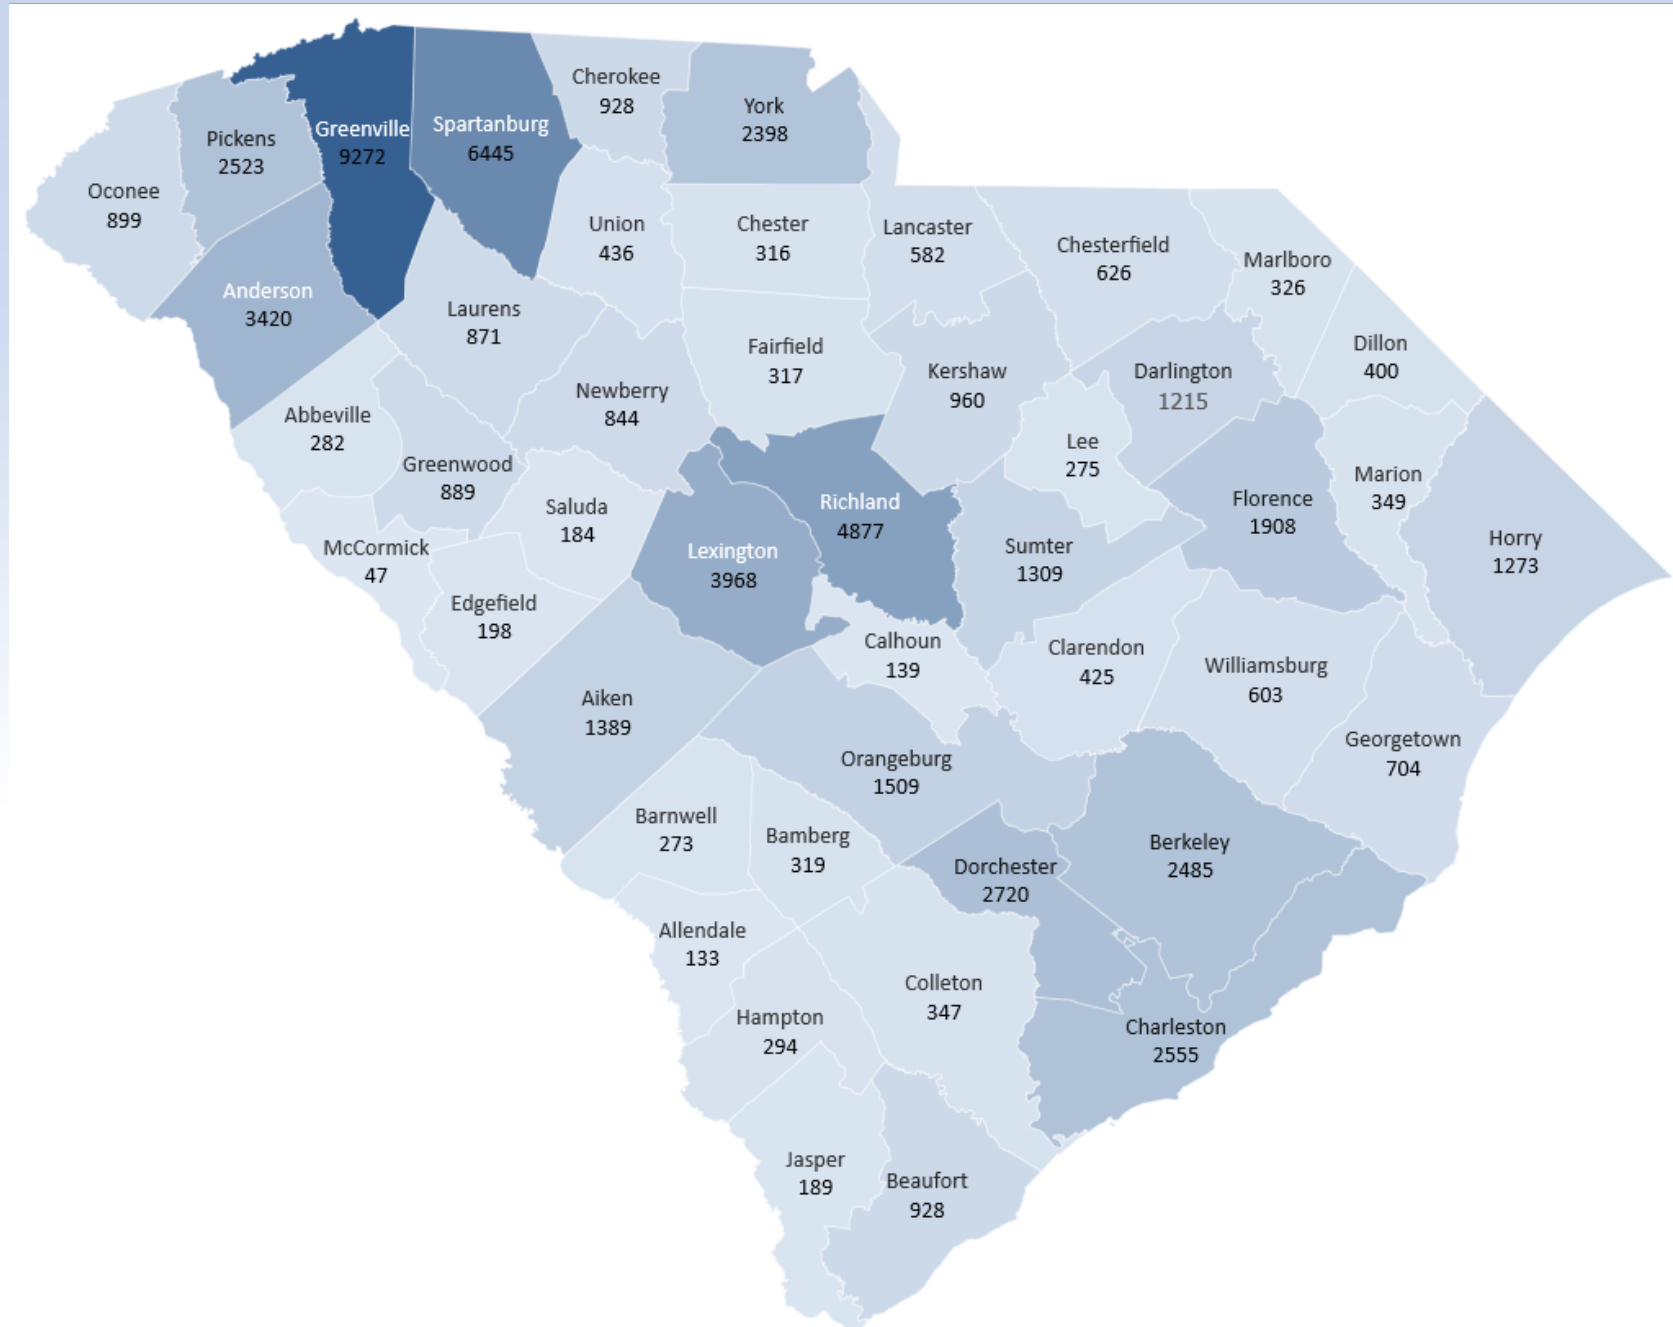 Cherokee
928
York
2398
Greenville
9272
Spartanburg
6445
Pickens
2523
Oconee
899
Union
436
Chester
316
Lancaster
582
Chesterfield
626
Marlboro
326
Anderson
3420
Laurens
871
Fairfield
317
Kershaw
960
Darlington
1215
Dillon
400
Newberry
844
Abbeville
282
Greenwood
889
Lee
275
Marion
349
Saluda
184
Richland
4877
Florence
1908
McCormick
47
Lexington
3968
Sumter
1309
Horry
1273
Edgefield
198
Calhoun
139
Clarendon
425
Williamsburg
603
Aiken
1389
Orangeburg
1509
Georgetown
704
Barnwell
273
Bamberg
319
Dorchester
2720
Berkeley
2485
Allendale
133
Colleton
347
Hampton
294
Charleston
2555
Jasper
189
Beaufort
928